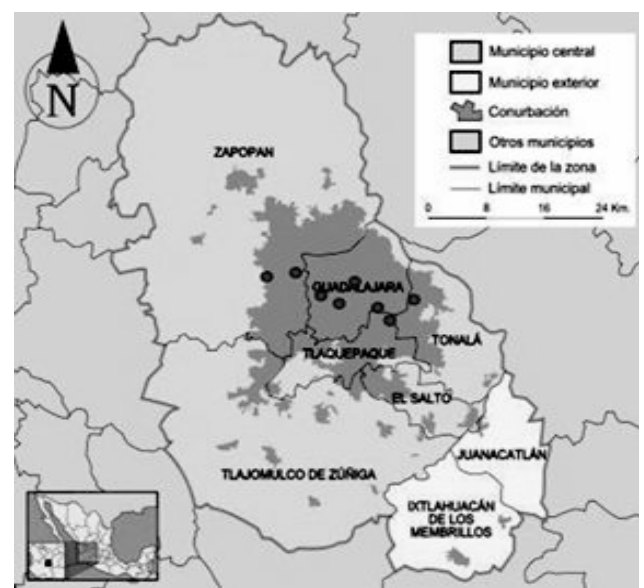 N
Municipio central
Municipio exterior
Conurbación
Otros municipios
Límite de la zona
Límite municipal
0 8 16 24 Km.
ZAPOPAN
GUADALAJARA
TLAQUEPAQUE
TONALÁ
EL SALTO
JUANACATLÁN
TLAJOMULCO DE ZÚÑIGA
IXTLAHUACÁN
DE LOS
MEMBRILLOS